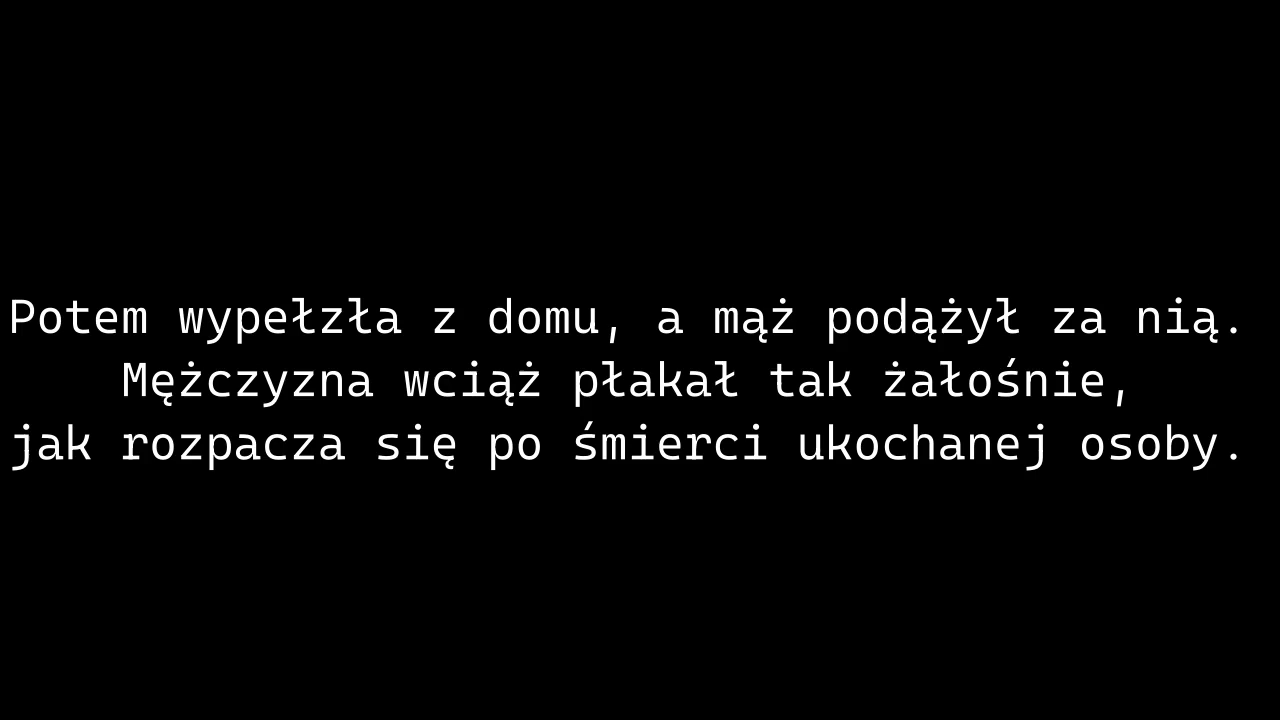 Potem wypełzła z domu, a mąż podążył za nią.
Mężczyzna wciąż płakał tak żałośnie,
jak rozpacza się po śmierci ukochanej osoby.